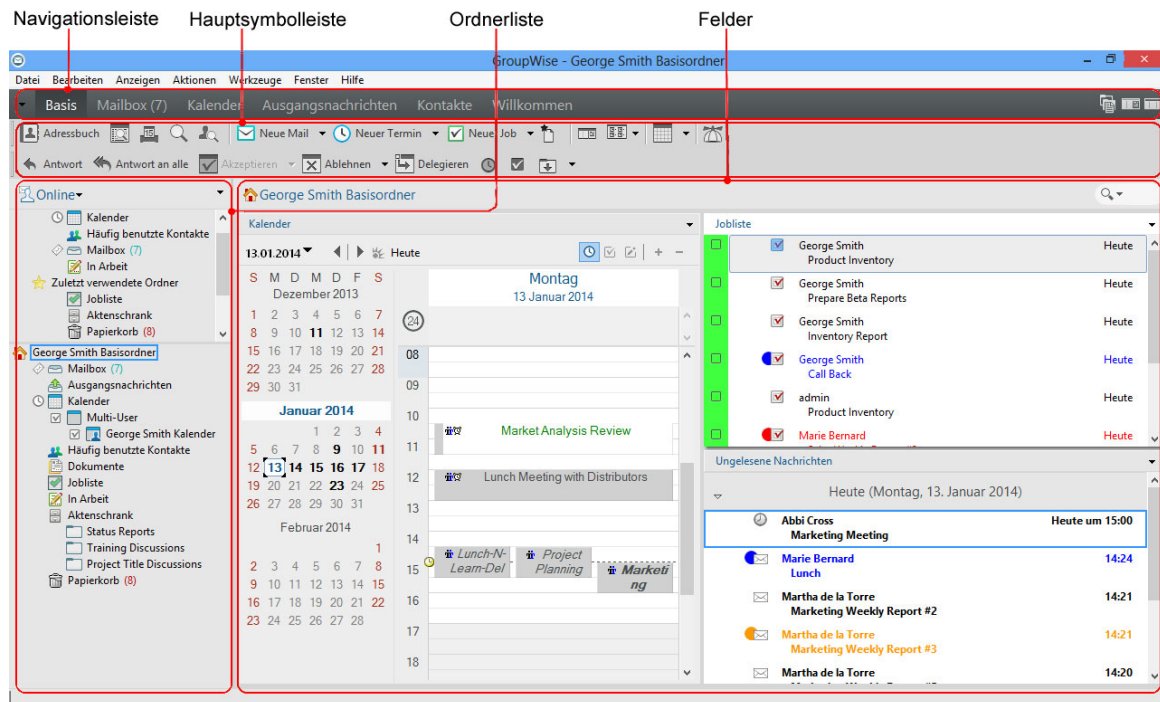 Navigationsleiste Hauptsymbolleiste Ordnerliste Felder
GroupWise - George Smith Basisordner
Datei Bearbeiten Anzeigen Aktionen Werkzeuge Fenster Hilfe
Basis Mailbox (7) Kalender Ausgangsnachrichten Kontakte Willkommen
Adressbuch Neue Mail Neuer Termin Neuer Job
Antwort Antwort an alle Akzeptieren Ablehnen Delegieren
Online
Kalender
Häufig benutzte Kontakte
Mailbox (7)
In Arbeit
Zuletzt verwendete Ordner
Jobliste
Aktenschrank
Papierkorb (8)
George Smith Basisordner
Mailbox (7)
Ausgangsnachrichten
Kalender
Multi-User
George Smith Kalender
Häufig benutzte Kontakte
Dokumente
Jobliste
In Arbeit
Aktenschrank
Status Reports
Training Discussions
Project Title Discussions
Papierkorb (8)
George Smith Basisordner
Kalender
13.01.2014 Heute
S M D M D F S
Dezember 2013
1 2 3 4 5 6 7
8 9 10 11 12 13 14
15 16 17 18 19 20 21
22 23 24 25 26 27 28
29 30 31
Januar 2014
1 2 3 4
5 6 7 8 9 10 11
12 13 14 15 16 17 18
19 20 21 22 23 24 25
26 27 28 29 30 31
Februar 2014
1
2 3 4 5 6 7 8
9 10 11 12 13 14 15
16 17 18 19 20 21 22
23 24 25 26 27 28
Montag
13 Januar 2014
24
08
09
10
Market Analysis Review
11
12 Lunch Meeting with Distributors
13
14
Lunch-N-Learn-Del
Project Planning
Marketing
15
16
17
18
Jobliste
George Smith Heute
Product Inventory
George Smith Heute
Prepare Beta Reports
George Smith Heute
Inventory Report
George Smith Heute
Call Back
admin Heute
Product Inventory
Marie Bernard Heute
Ungelesene Nachrichten
Heute (Montag, 13. Januar 2014)
Abbi Cross Heute um 15:00
Marketing Meeting
Marie Bernard 14:24
Lunch
Martha de la Torre 14:21
Marketing Weekly Report #2
Martha de la Torre 14:21
Marketing Weekly Report #3
Martha de la Torre 14:20